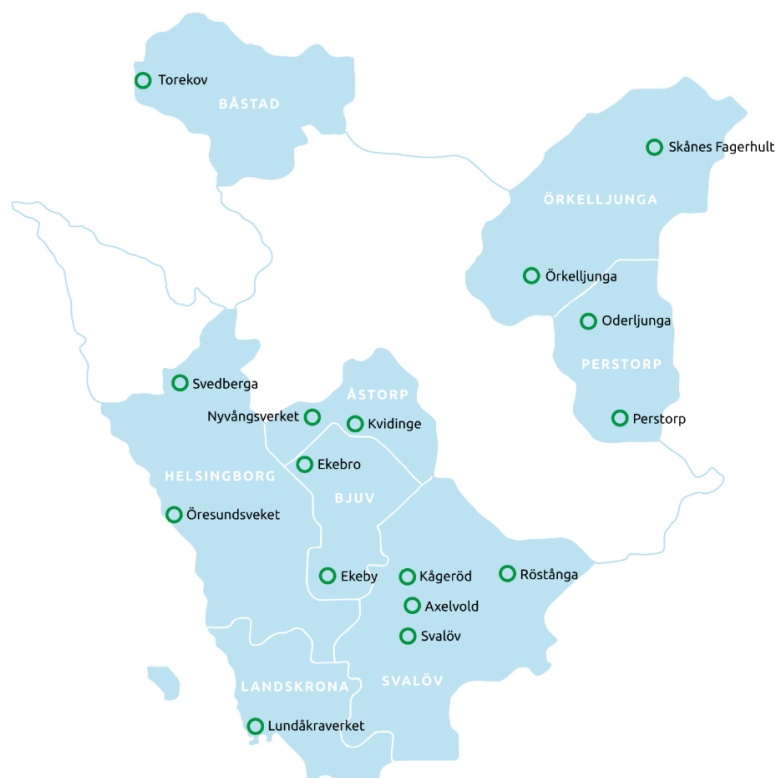 Torekov
BÅSTAD
Skånes Fagerhult
ÖRKELLJUNGA
Örkelljunga
Oderljunga
PERSTORP
Perstorp
Svedberga
ÅSTORP
Nyvångsverket
Kvidinge
Ekebro
HELSINGBORG
BJUV
Öresundsveket
Ekeby
Kågeröd
Röstånga
Axelvold
Svalöv
SVALÖV
LANDSKRONA
Lundåkraverket